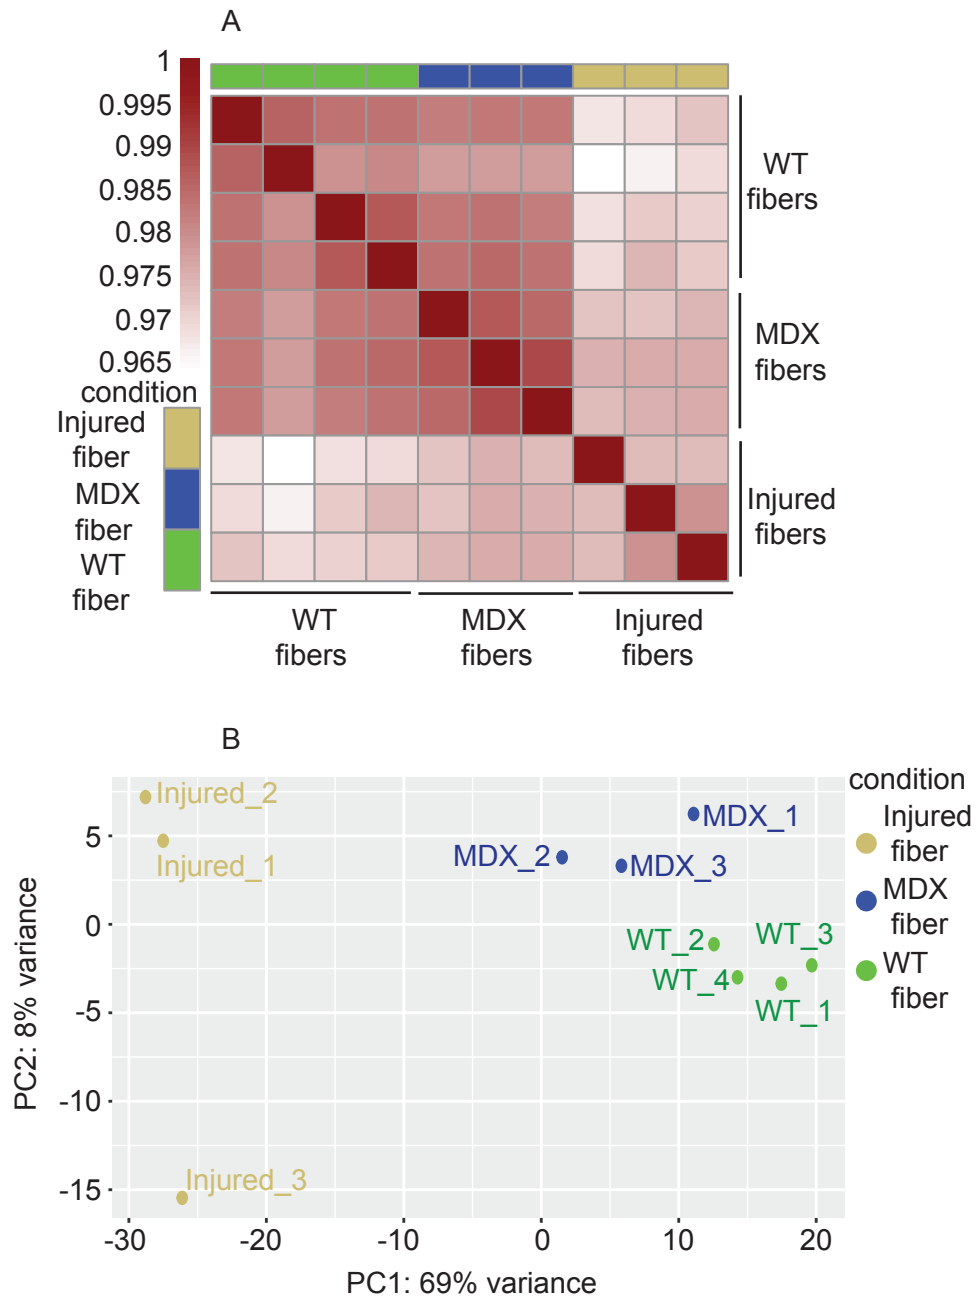 A
1
0.995
0.99
0.985
0.98
0.975
0.97
0.965
condition
Injured
fiber
MDX
fiber
WT
fiber
WT
fibers
MDX
fibers
Injured
fibers
WT
fibers
MDX
fibers
Injured
fibers
B
Injured_2
Injured_1
Injured_3
MDX_1
MDX_2
MDX_3
WT_2
WT_3
WT_4
WT_1
5
0
-5
-10
-15
PC2: 8% variance
-30
-20
-10
0
10
20
PC1: 69% variance
condition
Injured
fiber
MDX
fiber
WT
fiber